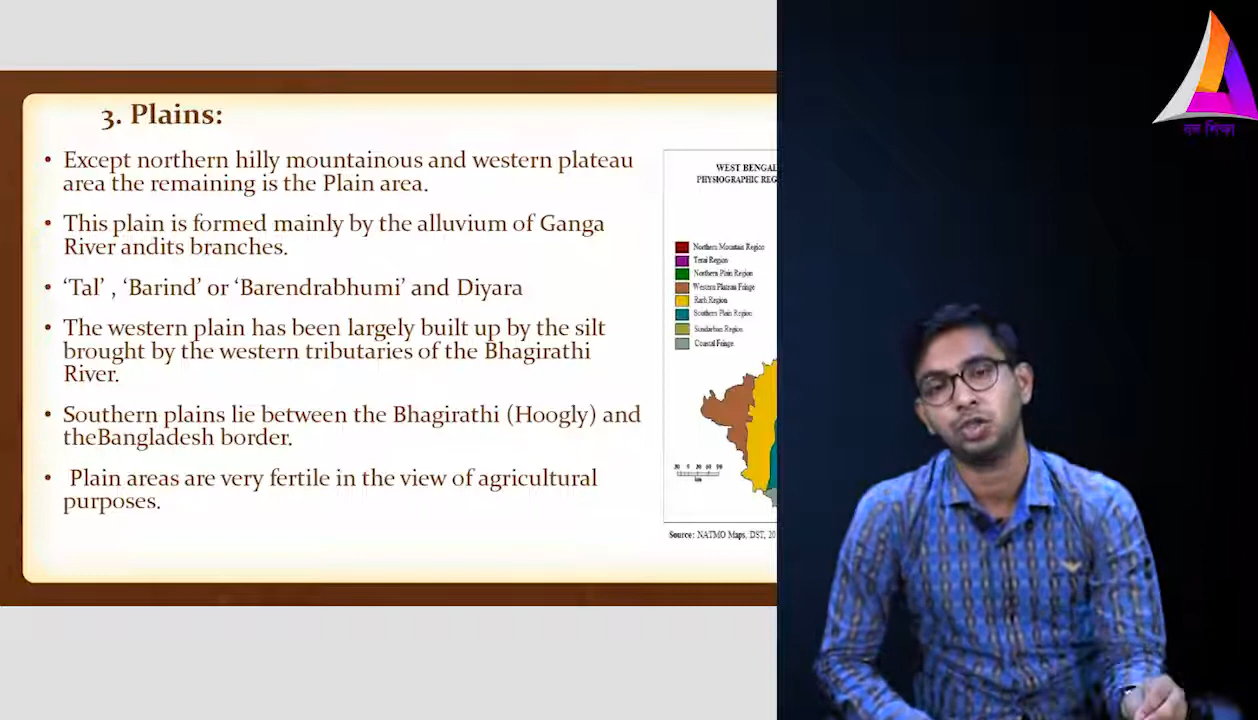 3. Plains:
• Except northern hilly mountainous and western plateau
area the remaining is the Plain area.
• This plain is formed mainly by the alluvium of Ganga
River andits branches.
• ‘Tal’ , ‘Barind’ or ‘Barendrabhumi’ and Diyara
• The western plain has been largely built up by the silt
brought by the western tributaries of the Bhagirathi
River.
• Southern plains lie between the Bhagirathi (Hoogly) and
theBangladesh border.
• Plain areas are very fertile in the view of agricultural
purposes.
WEST BENGAL
PHYSIOGRAPHIC REG
Northern Mountain Region
Terai Region
Northern Plain Region
Western Plateau Fringe
Rarh Region
Southern Plain Region
Sundarban Region
Coastal Fringe
km
Source: NATMO Maps, DST, 20